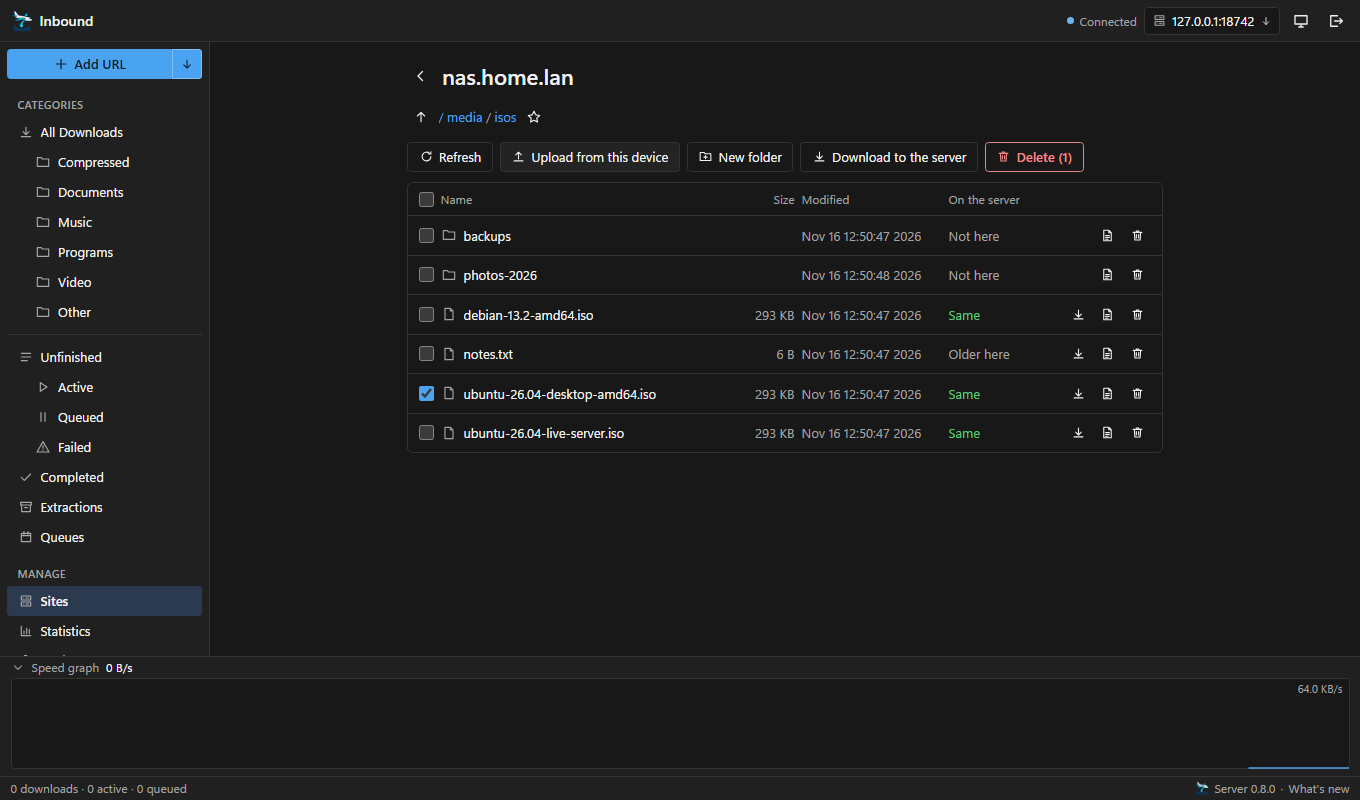 Inbound
Connected
127.0.0.1:18742
Add URL
CATEGORIES
All Downloads
Compressed
Documents
Music
Programs
Video
Other
Unfinished
Active
Queued
Failed
Completed
Extractions
Queues
MANAGE
Sites
Statistics
nas.home.lan
/ media / isos
Refresh
Upload from this device
New folder
Download to the server
Delete (1)
Name Size Modified On the server
backups Nov 16 12:50:47 2026 Not here
photos-2026 Nov 16 12:50:48 2026 Not here
debian-13.2-amd64.iso 293 KB Nov 16 12:50:47 2026 Same
notes.txt 6 B Nov 16 12:50:47 2026 Older here
ubuntu-26.04-desktop-amd64.iso 293 KB Nov 16 12:50:47 2026 Same
ubuntu-26.04-live-server.iso 293 KB Nov 16 12:50:47 2026 Same
Speed graph 0 B/s
64.0 KB/s
0 downloads · 0 active · 0 queued
Server 0.8.0 · What's new